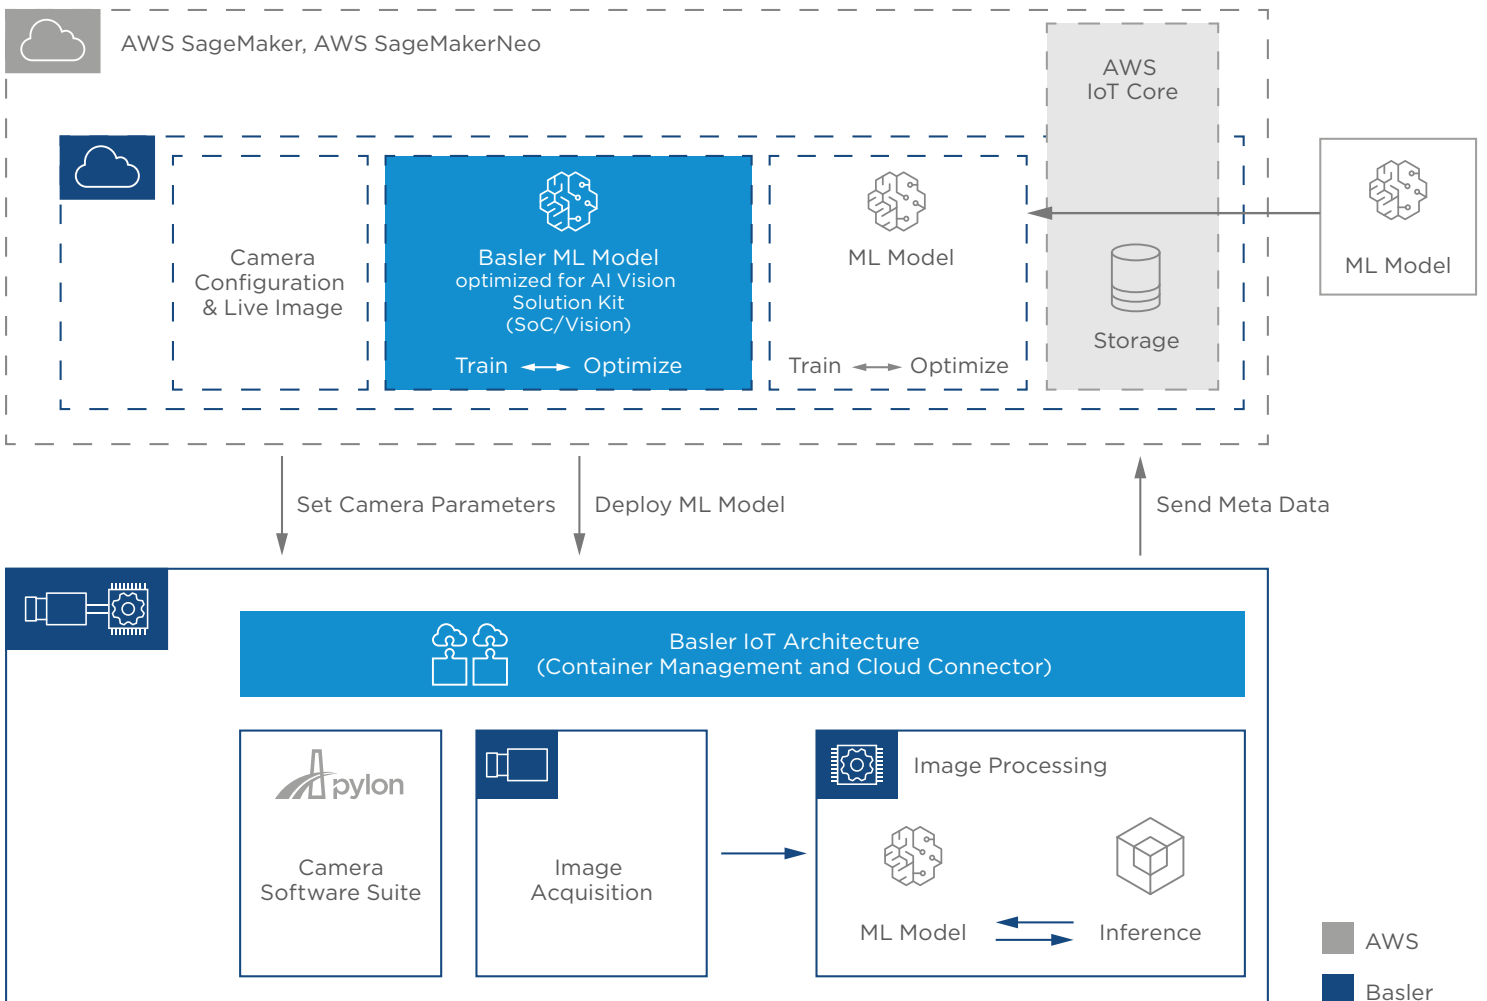 AWS SageMaker, AWS SageMakerNeo
AWS
IoT Core
Camera
Configuration
& Live Image
Basler ML Model
optimized for AI Vision
Solution Kit
(SoC/Vision)
Train
Optimize
ML Model
Train
Optimize
Storage
ML Model
Set Camera Parameters
Deploy ML Model
Send Meta Data
Basler IoT Architecture
(Container Management and Cloud Connector)
pylon
Camera
Software Suite
Image
Acquisition
Image Processing
ML Model
Inference
AWS
Basler